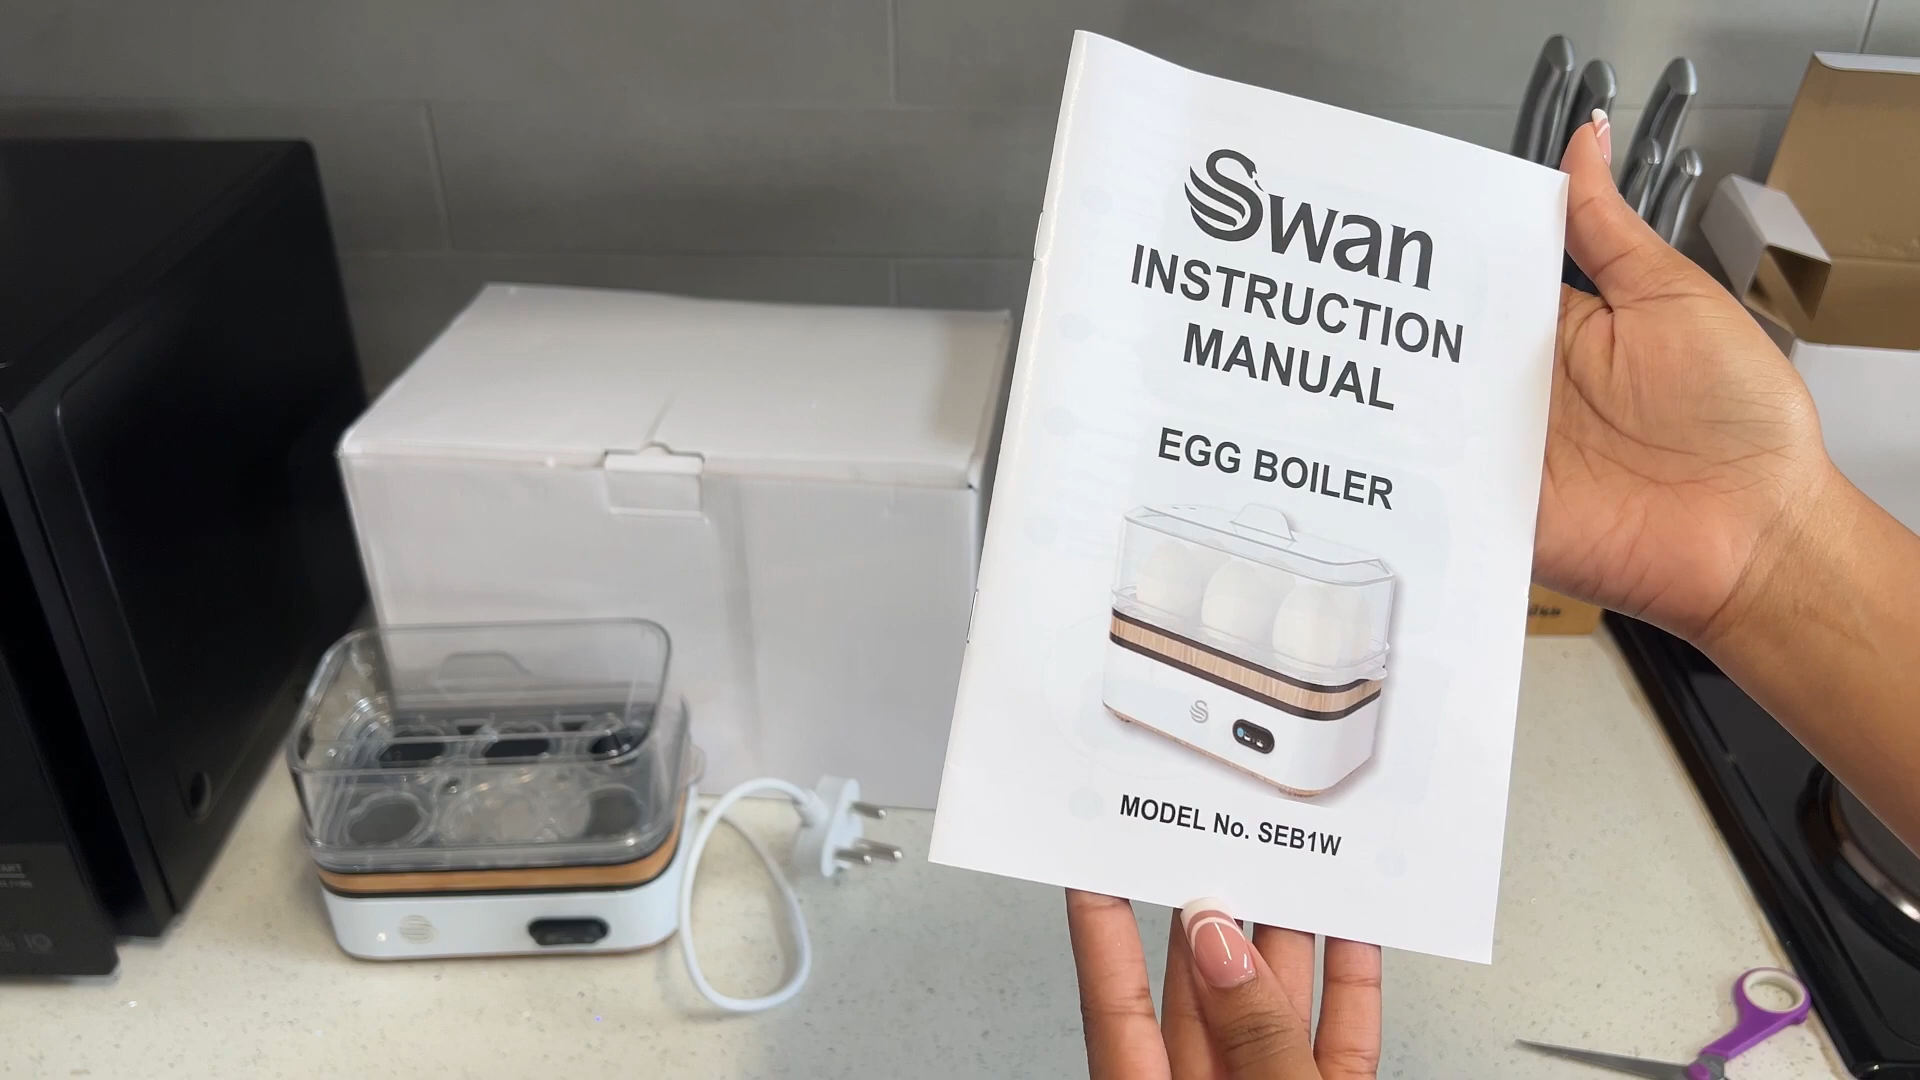 Swan
INSTRUCTION
MANUAL
EGG BOILER
MODEL No. SEB1W